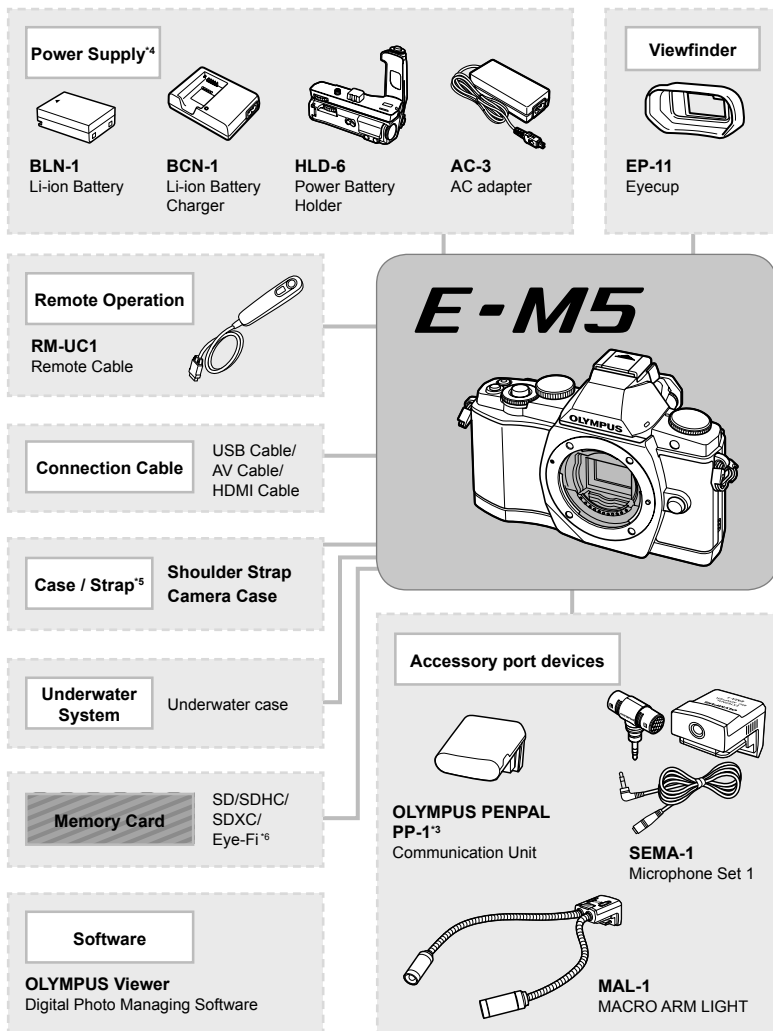 Power Supply*4
BLN-1
Li-ion Battery
BCN-1
Li-ion Battery
Charger
HLD-6
Power Battery
Holder
AC-3
AC adapter
Viewfinder
EP-11
Eyecup
Remote Operation
RM-UC1
Remote Cable
E-M5
OLYMPUS
Connection Cable
USB Cable/
AV Cable/
HDMI Cable
Case / Strap*5
Shoulder Strap
Camera Case
Underwater
System
Underwater case
Memory Card
SD/SDHC/
SDXC/
Eye-Fi*6
Software
OLYMPUS Viewer
Digital Photo Managing Software
Accessory port devices
OLYMPUS PENPAL
PP-1*3
Communication Unit
SEMA-1
Microphone Set 1
MAL-1
MACRO ARM LIGHT